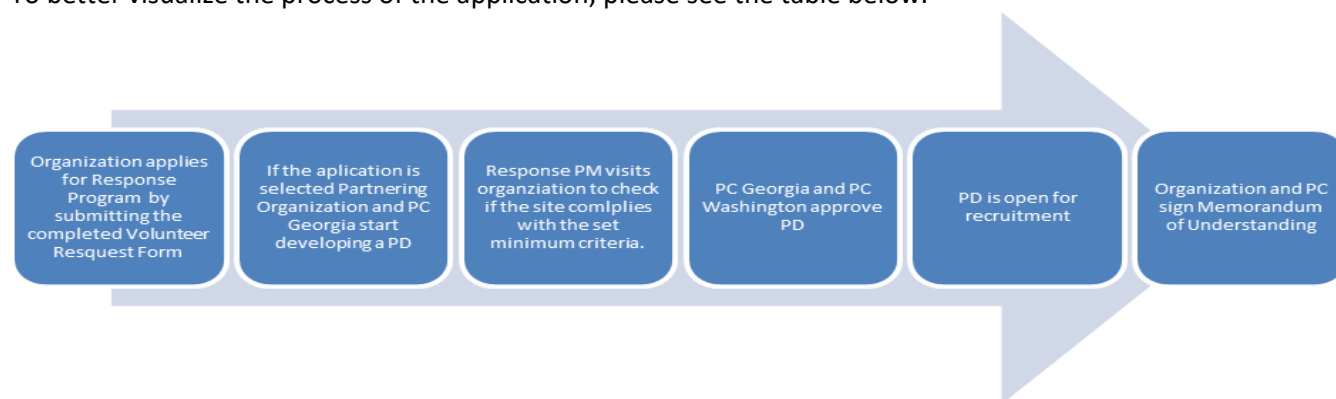 To better visualize the process of the application, please see the table below.
Organization applies
for Response
Program by
submitting the
completed Volunteer
Resquest Form
If the aplication is
selected Partnering
Organization and PC
Georgia start
developing a PD
Response PM visits
organziation to check
if the site comlplies
with the set
minimum criteria.
PC Georgia and PC
Washington approve
PD
PD is open for
recruitment
Organization and PC
sign Memorandum
of Understanding